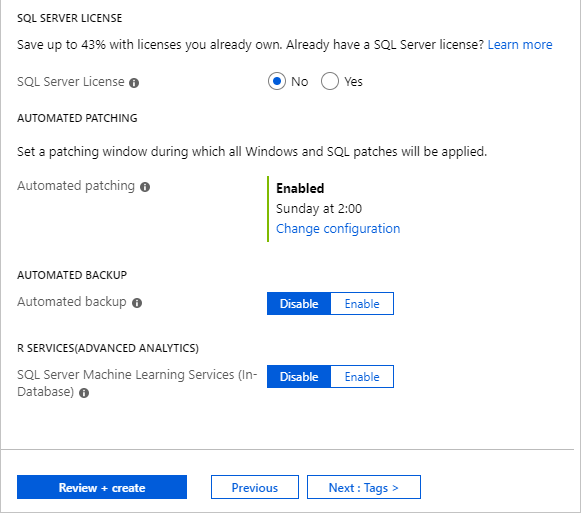 SQL SERVER LICENSE
Save up to 43% with licenses you already own. Already have a SQL Server license? Learn more
SQL Server License
No
Yes
AUTOMATED PATCHING
Set a patching window during which all Windows and SQL patches will be applied.
Automated patching
Enabled
Sunday at 2:00
Change configuration
AUTOMATED BACKUP
Automated backup
Disable
Enable
R SERVICES(ADVANCED ANALYTICS)
SQL Server Machine Learning Services (In-
Database)
Disable
Enable
Review + create
Previous
Next : Tags >